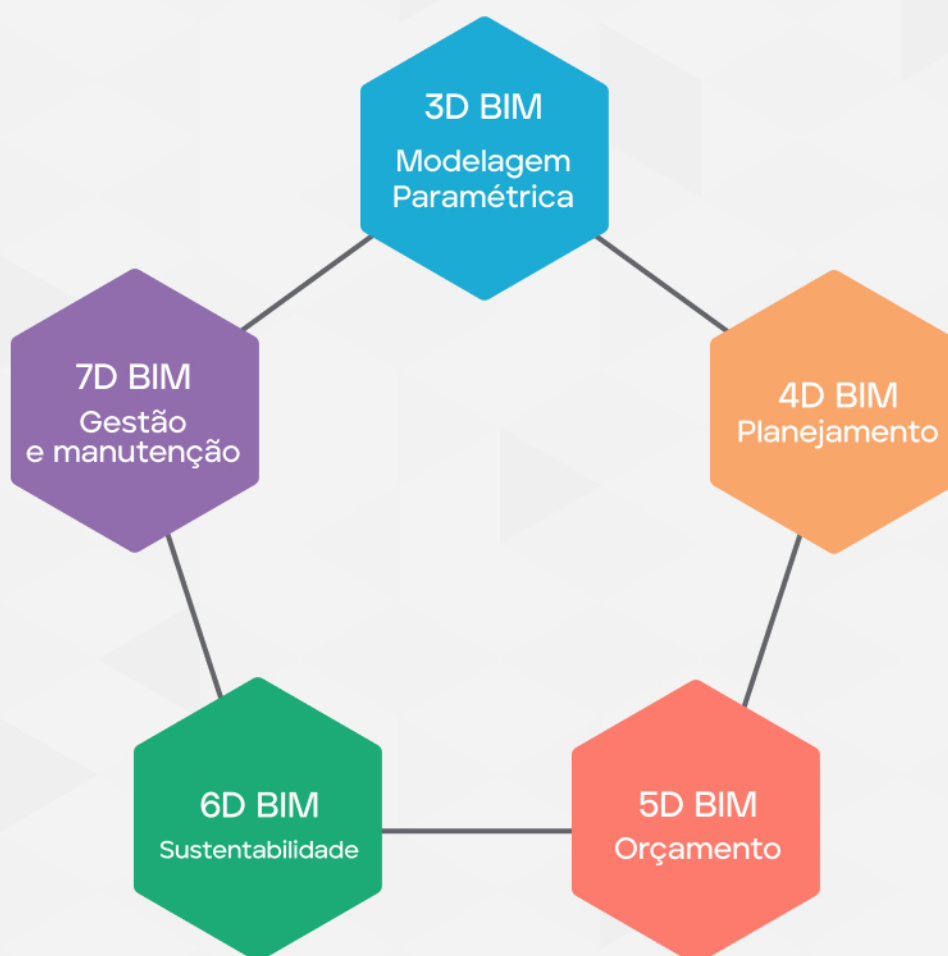 3D BIM
Modelagem
Paramétrica
4D BIM
Planejamento
5D BIM
Orçamento
6D BIM
Sustentabilidade
7D BIM
Gestão
e manutenção